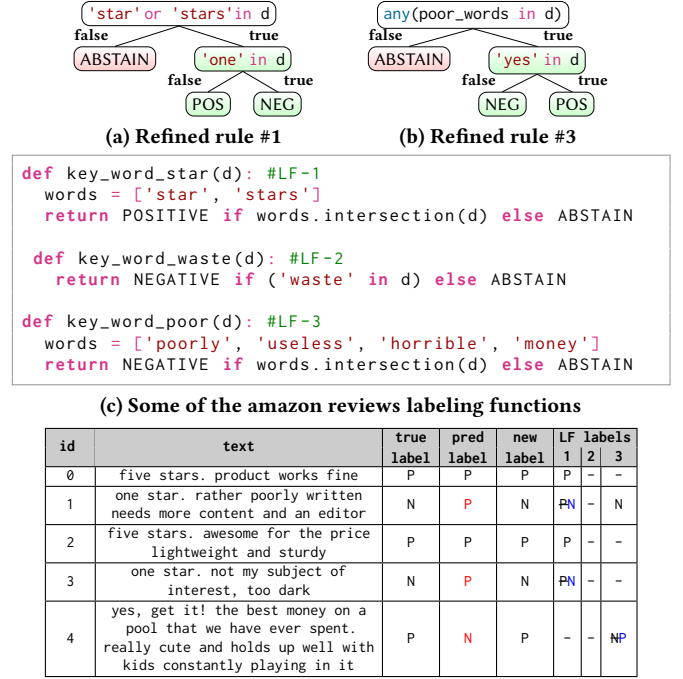 'star'or 'stars'in d
false
true
ABSTAIN
'one'in d
false
true
POS
NEG
(a) Refined rule #1
any(poor_words in d)
false
true
ABSTAIN
'yes'in d
false
true
NEG
POS
(b) Refined rule #3
def key_word_star(d): #LF-1
words = ['star', 'stars']
return POSITIVE if words.intersection(d) else ABSTAIN
def key_word_waste(d): #LF-2
return NEGATIVE if ('waste' in d) else ABSTAIN
def key_word_poor(d): #LF-3
words = ['poorly', 'useless', 'horrible', 'money']
return NEGATIVE if words.intersection(d) else ABSTAIN
(c) Some of the amazon reviews labeling functions
id text true label pred label new label LF labels
1 2 3
0 five stars. product works fine P P P P – –
1 one star. rather poorly written N P N PN – N
needs more content and an editor
2 five stars. awesome for the price P P P P – –
lightweight and sturdy
3 one star. not my subject of N P N PN – –
interest, too dark
4 yes, get it! the best money on a P N P – – NP
pool that we have ever spent.
really cute and holds up well with
kids constantly playing in it